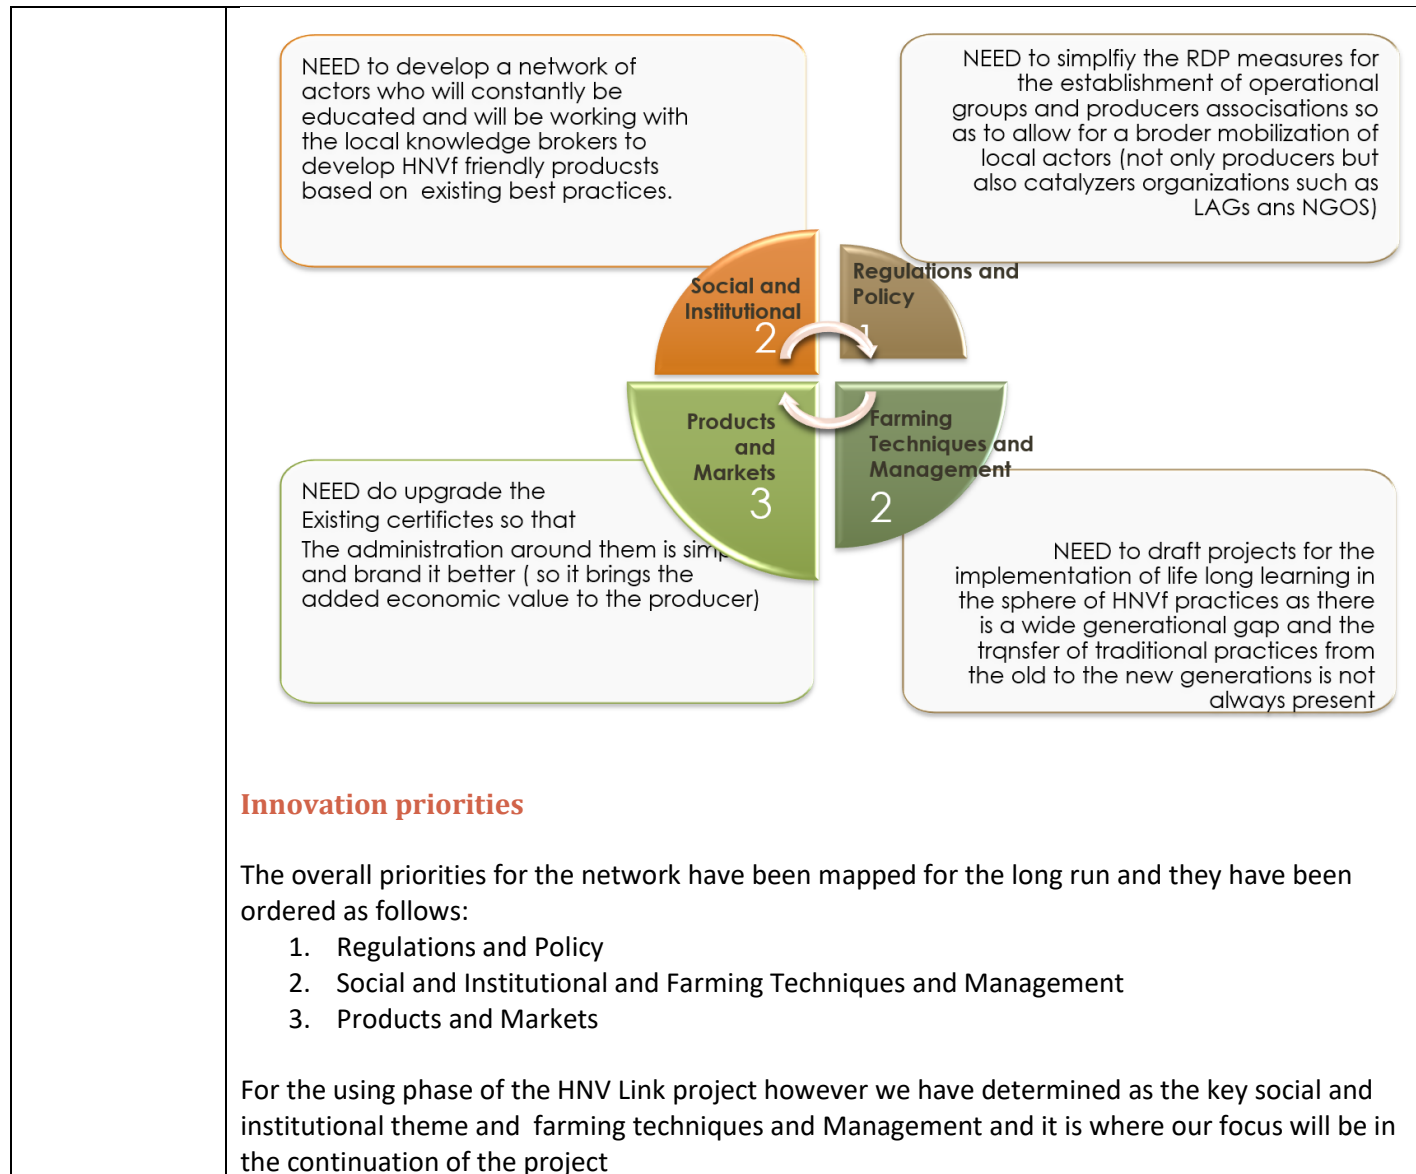 NEED to develop a network of
actors who will constantly be
educated and will be working with
the local knowledge brokers to
develop HNVf friendly producsts
based on existing best practices.
NEED to simplfiy the RDP measures for
the establishment of operational
groups and producers associsations so
as to allow for a broder mobilization of
local actors (not only producers but
also catalyzers organizations such as
LAGs ans NGOS)
Social and
Institutional
2
Regulations and
Policy
1
Products
and
Markets
3
Farming
Techniques and
Management
2
NEED do upgrade the
Existing certifictes so that
The administration around them is
and brand it better ( so it brings the
added economic value to the producer)
NEED to draft projects for the
implementation of life long learning in
the sphere of HNVf practices as there
is a wide generational gap and the
trqnsfer of traditional practices from
the old to the new generations is not
always present
Innovation priorities
The overall priorities for the network have been mapped for the long run and they have been
ordered as follows:
1. Regulations and Policy
2. Social and Institutional and Farming Techniques and Management
3. Products and Markets
For the using phase of the HNV Link project however we have determined as the key social and
institutional theme and farming techniques and Management and it is where our focus will be in
the continuation of the project